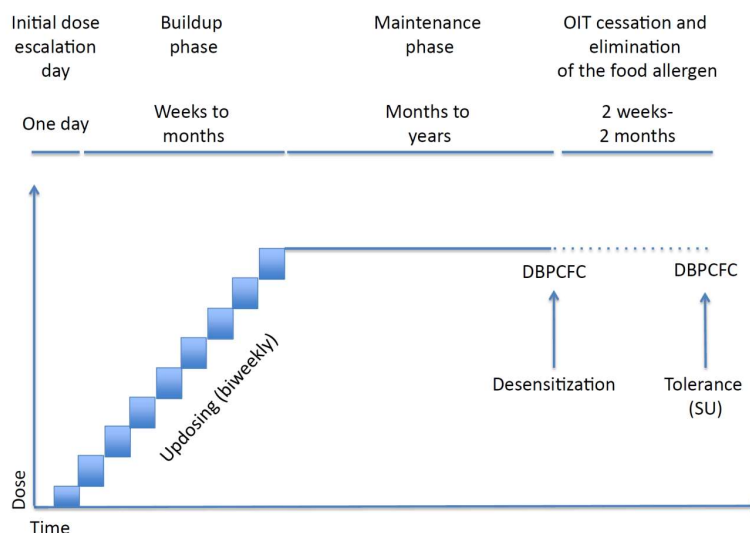 Initial dose
escalation
day
Buildup
phase
Maintenance
phase
OIT cessation and
elimination
of the food allergen
One day
Weeks to
months
Months to
years
2 weeks-
2 months
DBPCFC
DBPCFC
Updosing (biweekly)
Desensitization
Tolerance
(SU)
Dose
Time